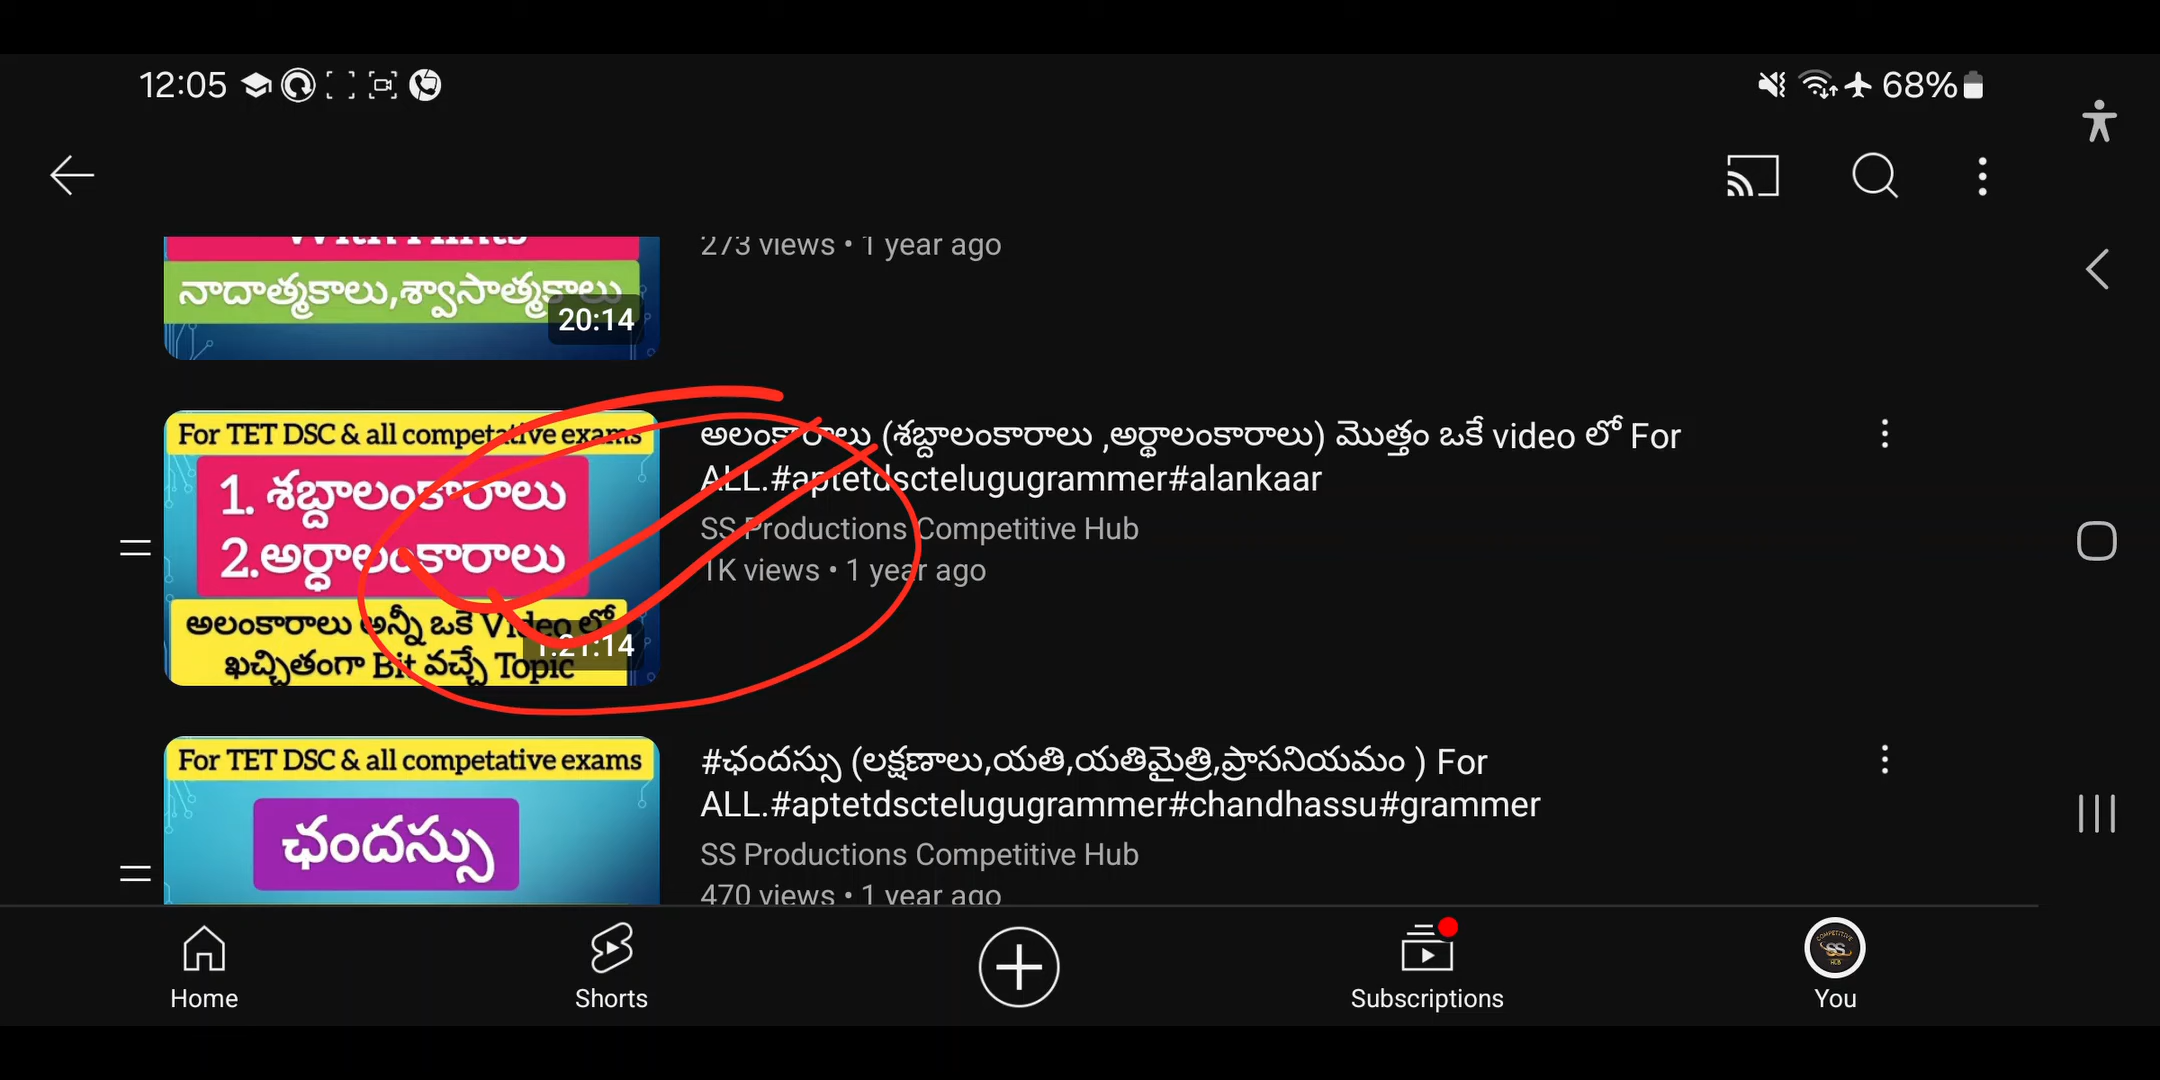 12:05
68%
273 views • 1 year ago
నాదాత్మకాలు,శ్వాసాత్మకాలు
20:14
For TET DSC & all competative exams
1. శబ్దాలంకారాలు
2.అర్ధాలంకారాలు
అలంకారాలు అన్నీ ఒకే Video లో
ఖచ్చితంగా Bit వచ్చే Topic
1:21:14
అలంకారాలు (శబ్దాలంకారాలు ,అర్థాలంకారాలు) మొత్తం ఒకే video లో For
ALL.#aptetdsctelugugrammer#alankaar
SS Productions Competitive Hub
1K views • 1 year ago
For TET DSC & all competative exams
ఛందస్సు
#ఛందస్సు (లక్షణాలు,యతి,యతిమైత్రి,ప్రాసనియమం ) For
ALL.#aptetdsctelugugrammer#chandhassu#grammer
SS Productions Competitive Hub
470 views • 1 year ago
Home
Shorts
Subscriptions
COMPETITIVE
SS
HUB
You